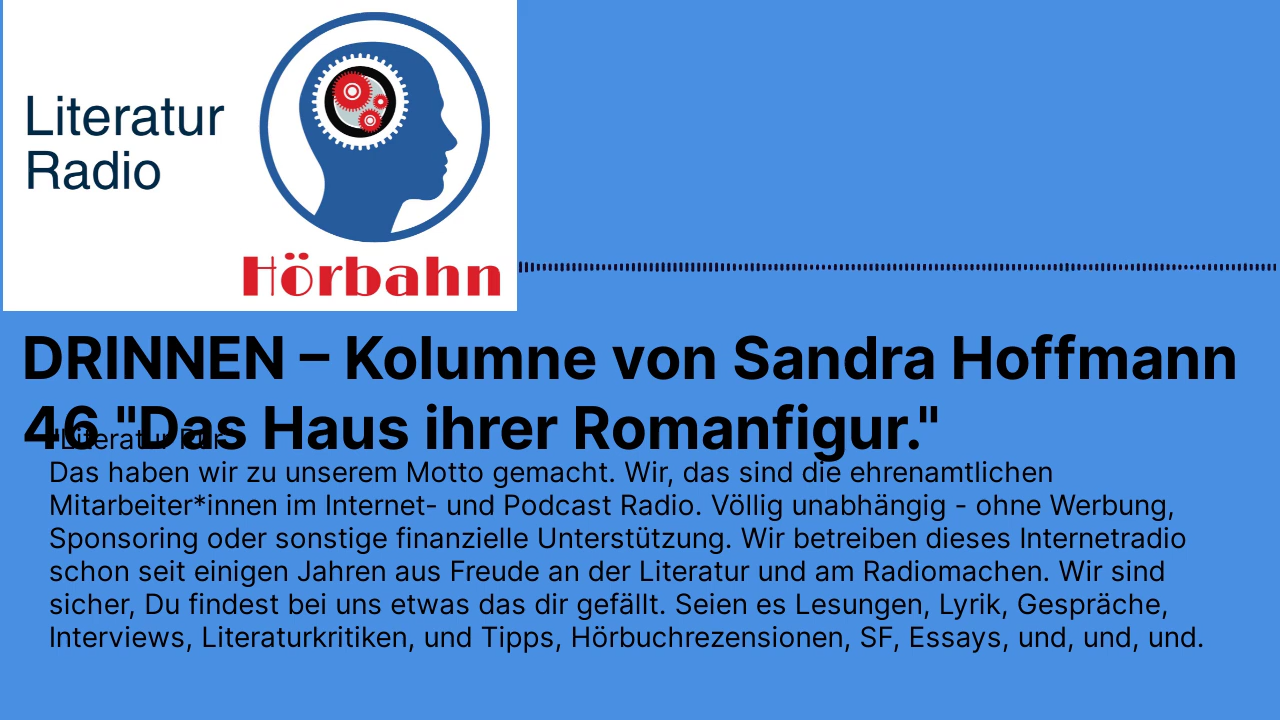 Literatur
Radio
Hörbahn
DRINNEN – Kolumne von Sandra Hoffmann
46 "Das Haus ihrer Romanfigur."
"Literatur Pur
Das haben wir zu unserem Motto gemacht. Wir, das sind die ehrenamtlichen
Mitarbeiter*innen im Internet- und Podcast Radio. Völlig unabhängig - ohne Werbung,
Sponsoring oder sonstige finanzielle Unterstützung. Wir betreiben dieses Internetradio
schon seit einigen Jahren aus Freude an der Literatur und am Radiomachen. Wir sind
sicher, Du findest bei uns etwas das dir gefällt. Seien es Lesungen, Lyrik, Gespräche,
Interviews, Literaturkritiken, und Tipps, Hörbuchrezensionen, SF, Essays, und, und, und.